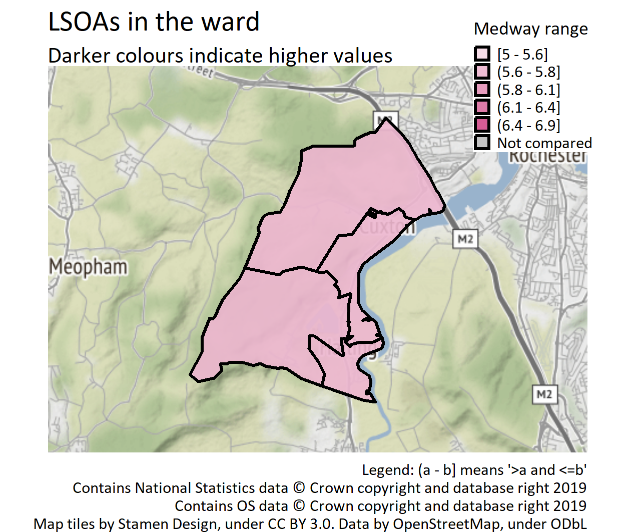 LSOAs in the ward
Darker colours indicate higher values
Medway range
[5 - 5.6]
(5.6 - 5.8]
(5.8 - 6.1]
(6.1 - 6.4]
(6.4 - 6.9]
Not compared
Rochester
M2
Meopham
M2
Legend: (a - b] means '>a and <=b'
Contains National Statistics data © Crown copyright and database right 2019
Contains OS data © Crown copyright and database right 2019
Map tiles by Stamen Design, under CC BY 3.0. Data by OpenStreetMap, under ODbL